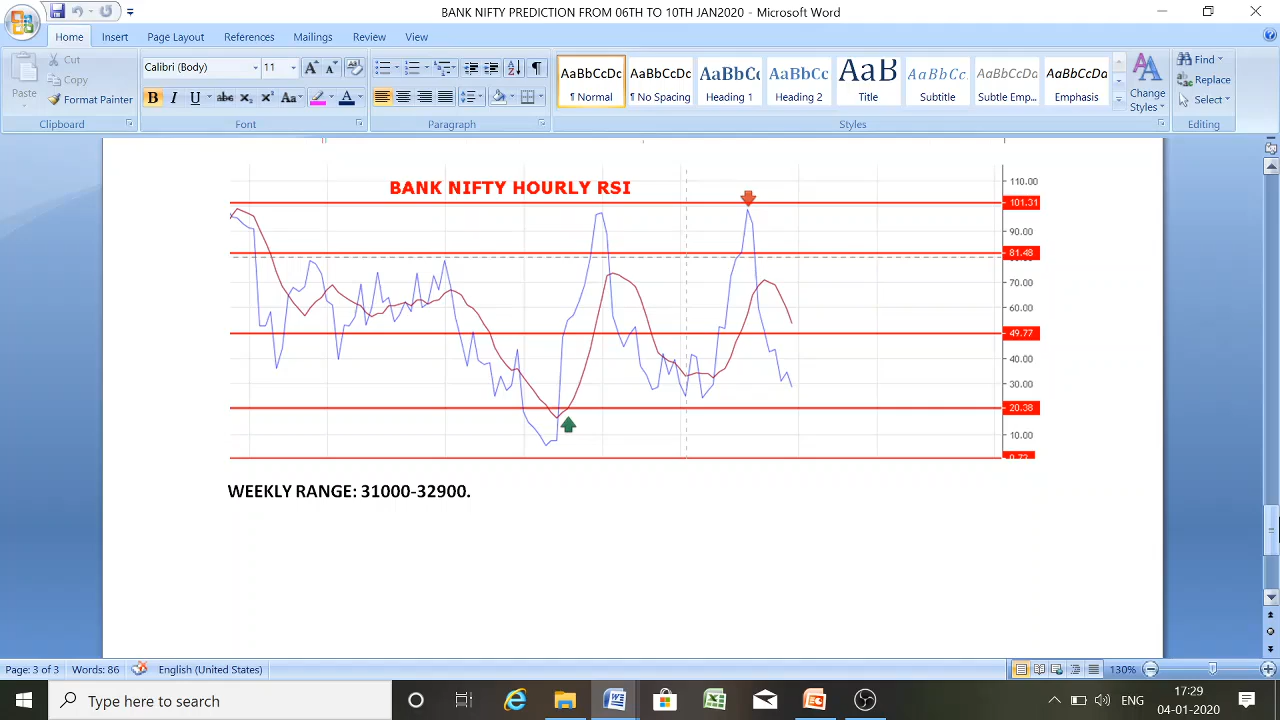 BANK NIFTY PREDICTION FROM 06TH TO 10TH JAN2020 - Microsoft Word
Home Insert Page Layout References Mailings Review View
Paste
Cut
Copy
Format Painter
Clipboard
Calibri (Body) 11
Font
Paragraph
AaBbCcDc AaBbCcDc AaBbCc AaBbCc AaB AaBbCc. AaBbCcDa AaBbCcDa
¶ Normal ¶ No Spacing Heading 1 Heading 2 Title Subtitle Subtle Emp... Emphasis
Change Styles
Styles
Find
Replace
Select
Editing
BANK NIFTY HOURLY RSI
110.00
101.31
90.00
81.48
70.00
60.00
49.77
40.00
30.00
20.38
10.00
WEEKLY RANGE: 31000-32900.
Page: 3 of 3 Words: 86 English (United States) 130%
Type here to search
ENG
17:29
04-01-2020